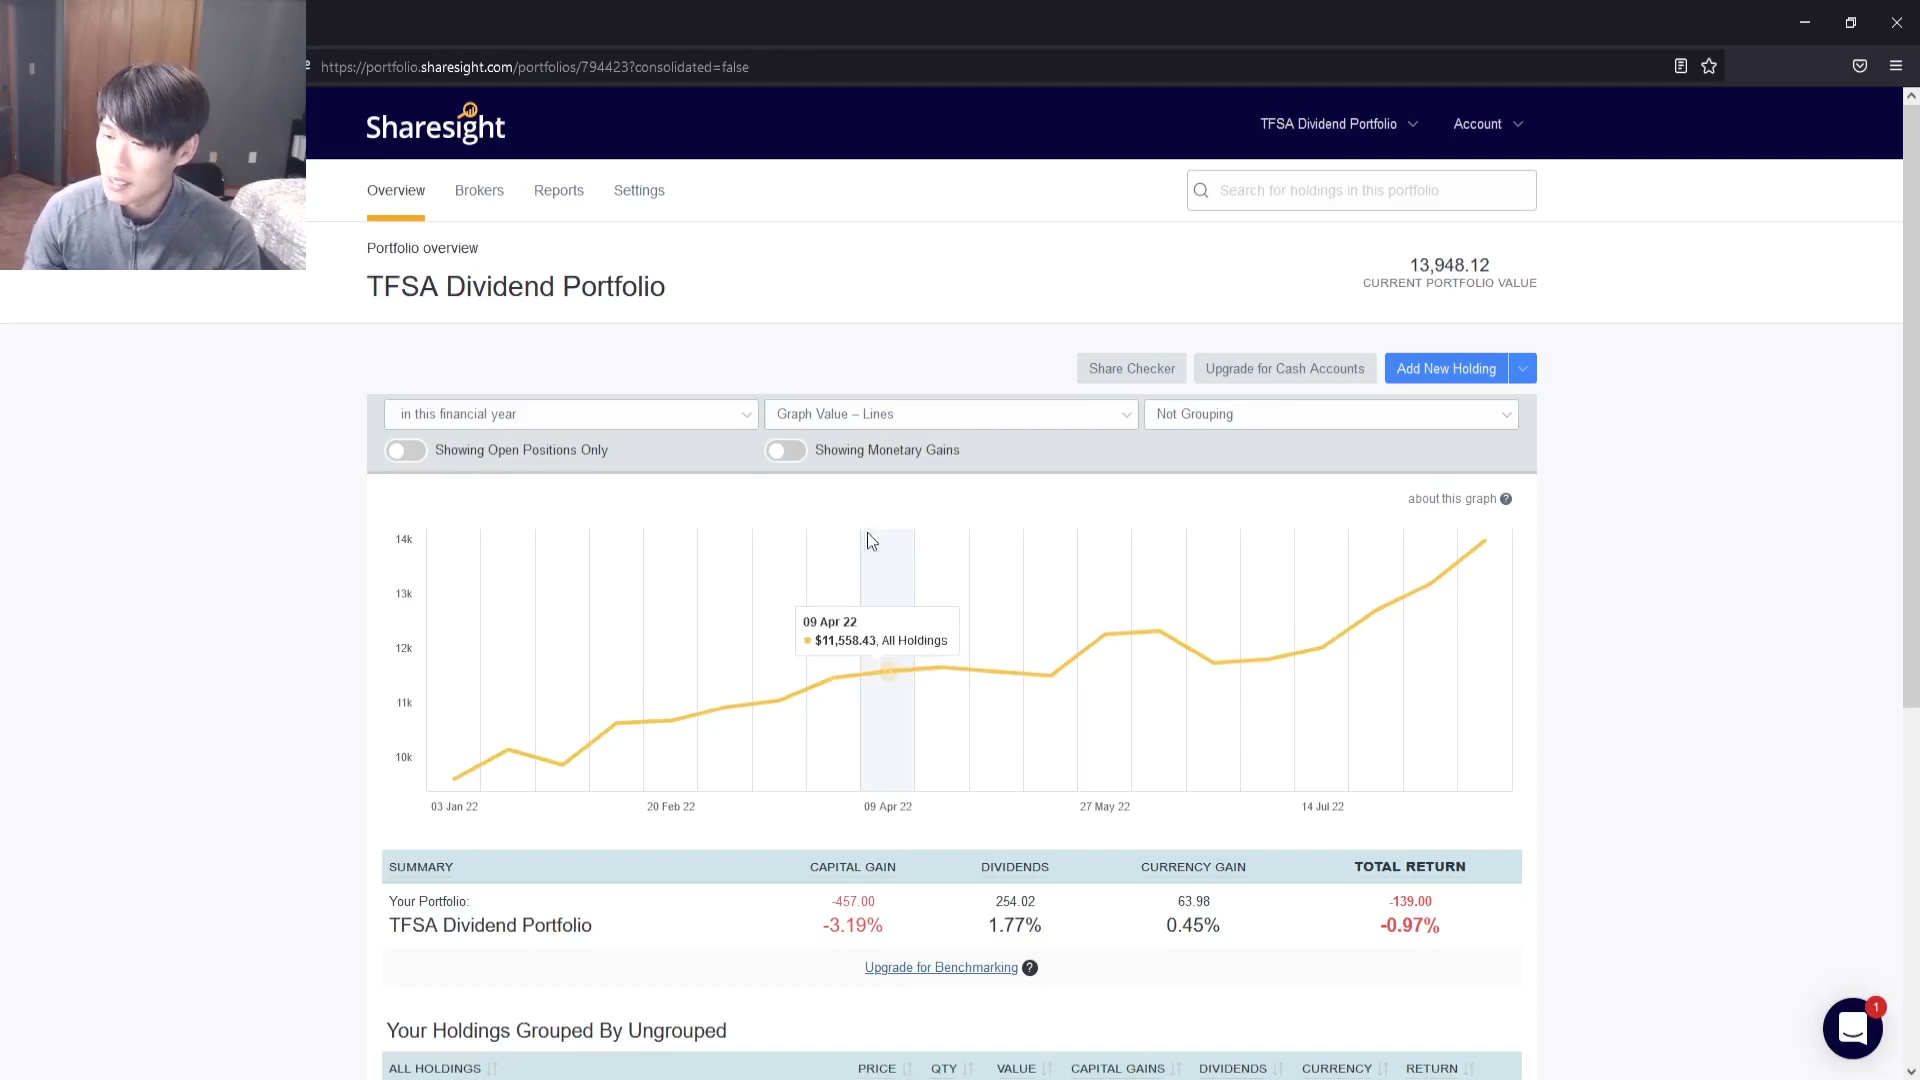 https://portfolio.sharesight.com/portfolios/794423?consolidated=false
Sharesight
TFSA Dividend Portfolio
Account
Overview
Brokers
Reports
Settings
Search for holdings in this portfolio
Portfolio overview
TFSA Dividend Portfolio
13,948.12
CURRENT PORTFOLIO VALUE
Share Checker
Upgrade for Cash Accounts
Add New Holding
in this financial year
Graph Value – Lines
Not Grouping
Showing Open Positions Only
Showing Monetary Gains
about this graph ?
14k
13k
12k
11k
10k
09 Apr 22
$11,558.43, All Holdings
03 Jan 22
20 Feb 22
09 Apr 22
27 May 22
14 Jul 22
SUMMARY CAPITAL GAIN DIVIDENDS CURRENCY GAIN TOTAL RETURN
Your Portfolio: -457.00 254.02 63.98 -139.00
TFSA Dividend Portfolio -3.19% 1.77% 0.45% -0.97%
Upgrade for Benchmarking ?
1
Your Holdings Grouped By Ungrouped
ALL HOLDINGS PRICE QTY VALUE CAPITAL GAINS DIVIDENDS CURRENCY RETURN